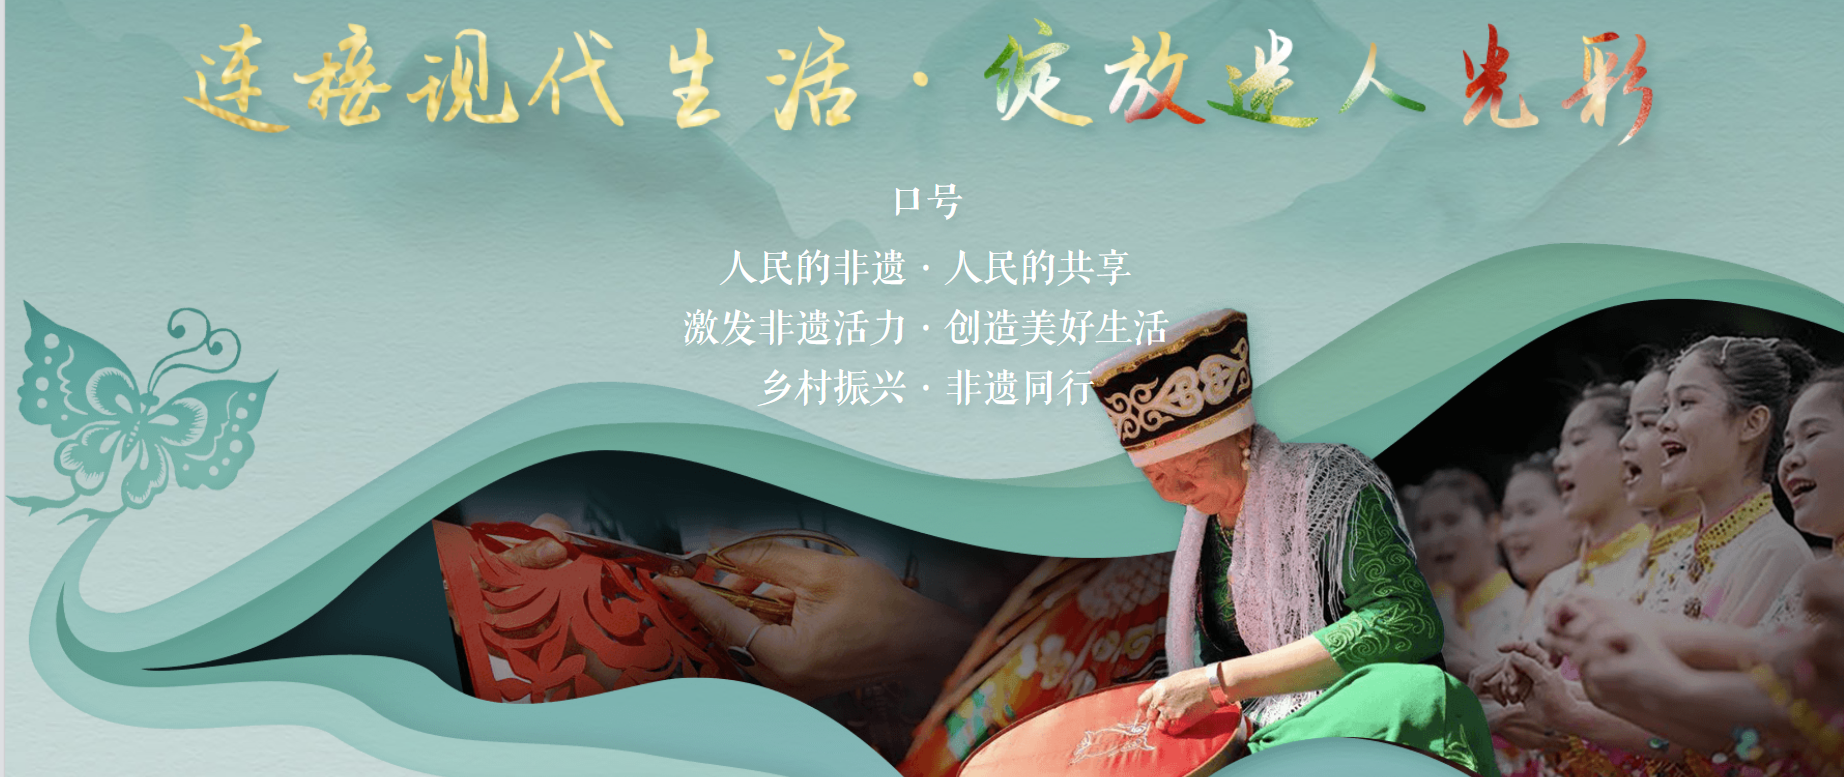 连接现代生活·绽放迷人光彩
口号
人民的非遗·人民的共享
激发非遗活力·创造美好生活
乡村振兴·非遗同行